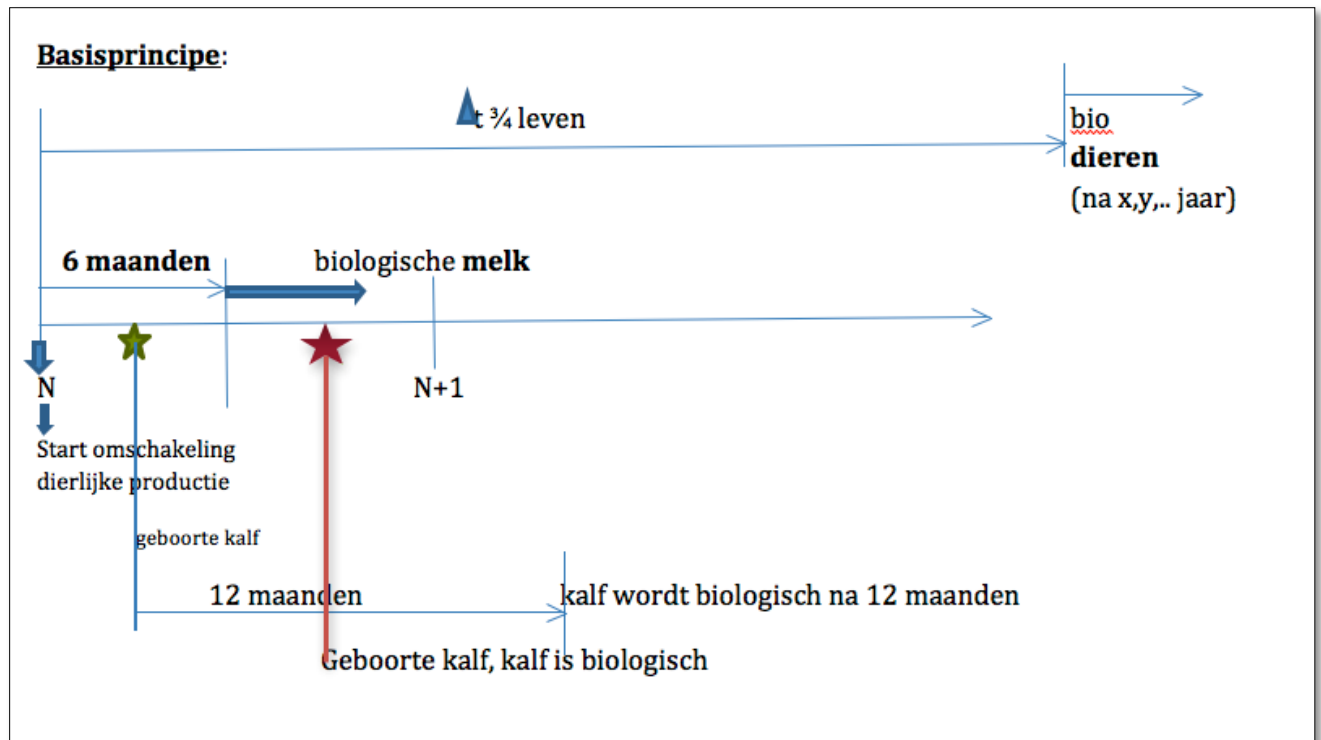 Basisprincipe:
t ¾ leven
bio
dieren
(na x,y,.. jaar)
6 maanden
biologische melk
N
N+1
Start omschakeling
dierlijke productie
geboorte kalf
12 maanden
kalf wordt biologisch na 12 maanden
Geboorte kalf, kalf is biologisch